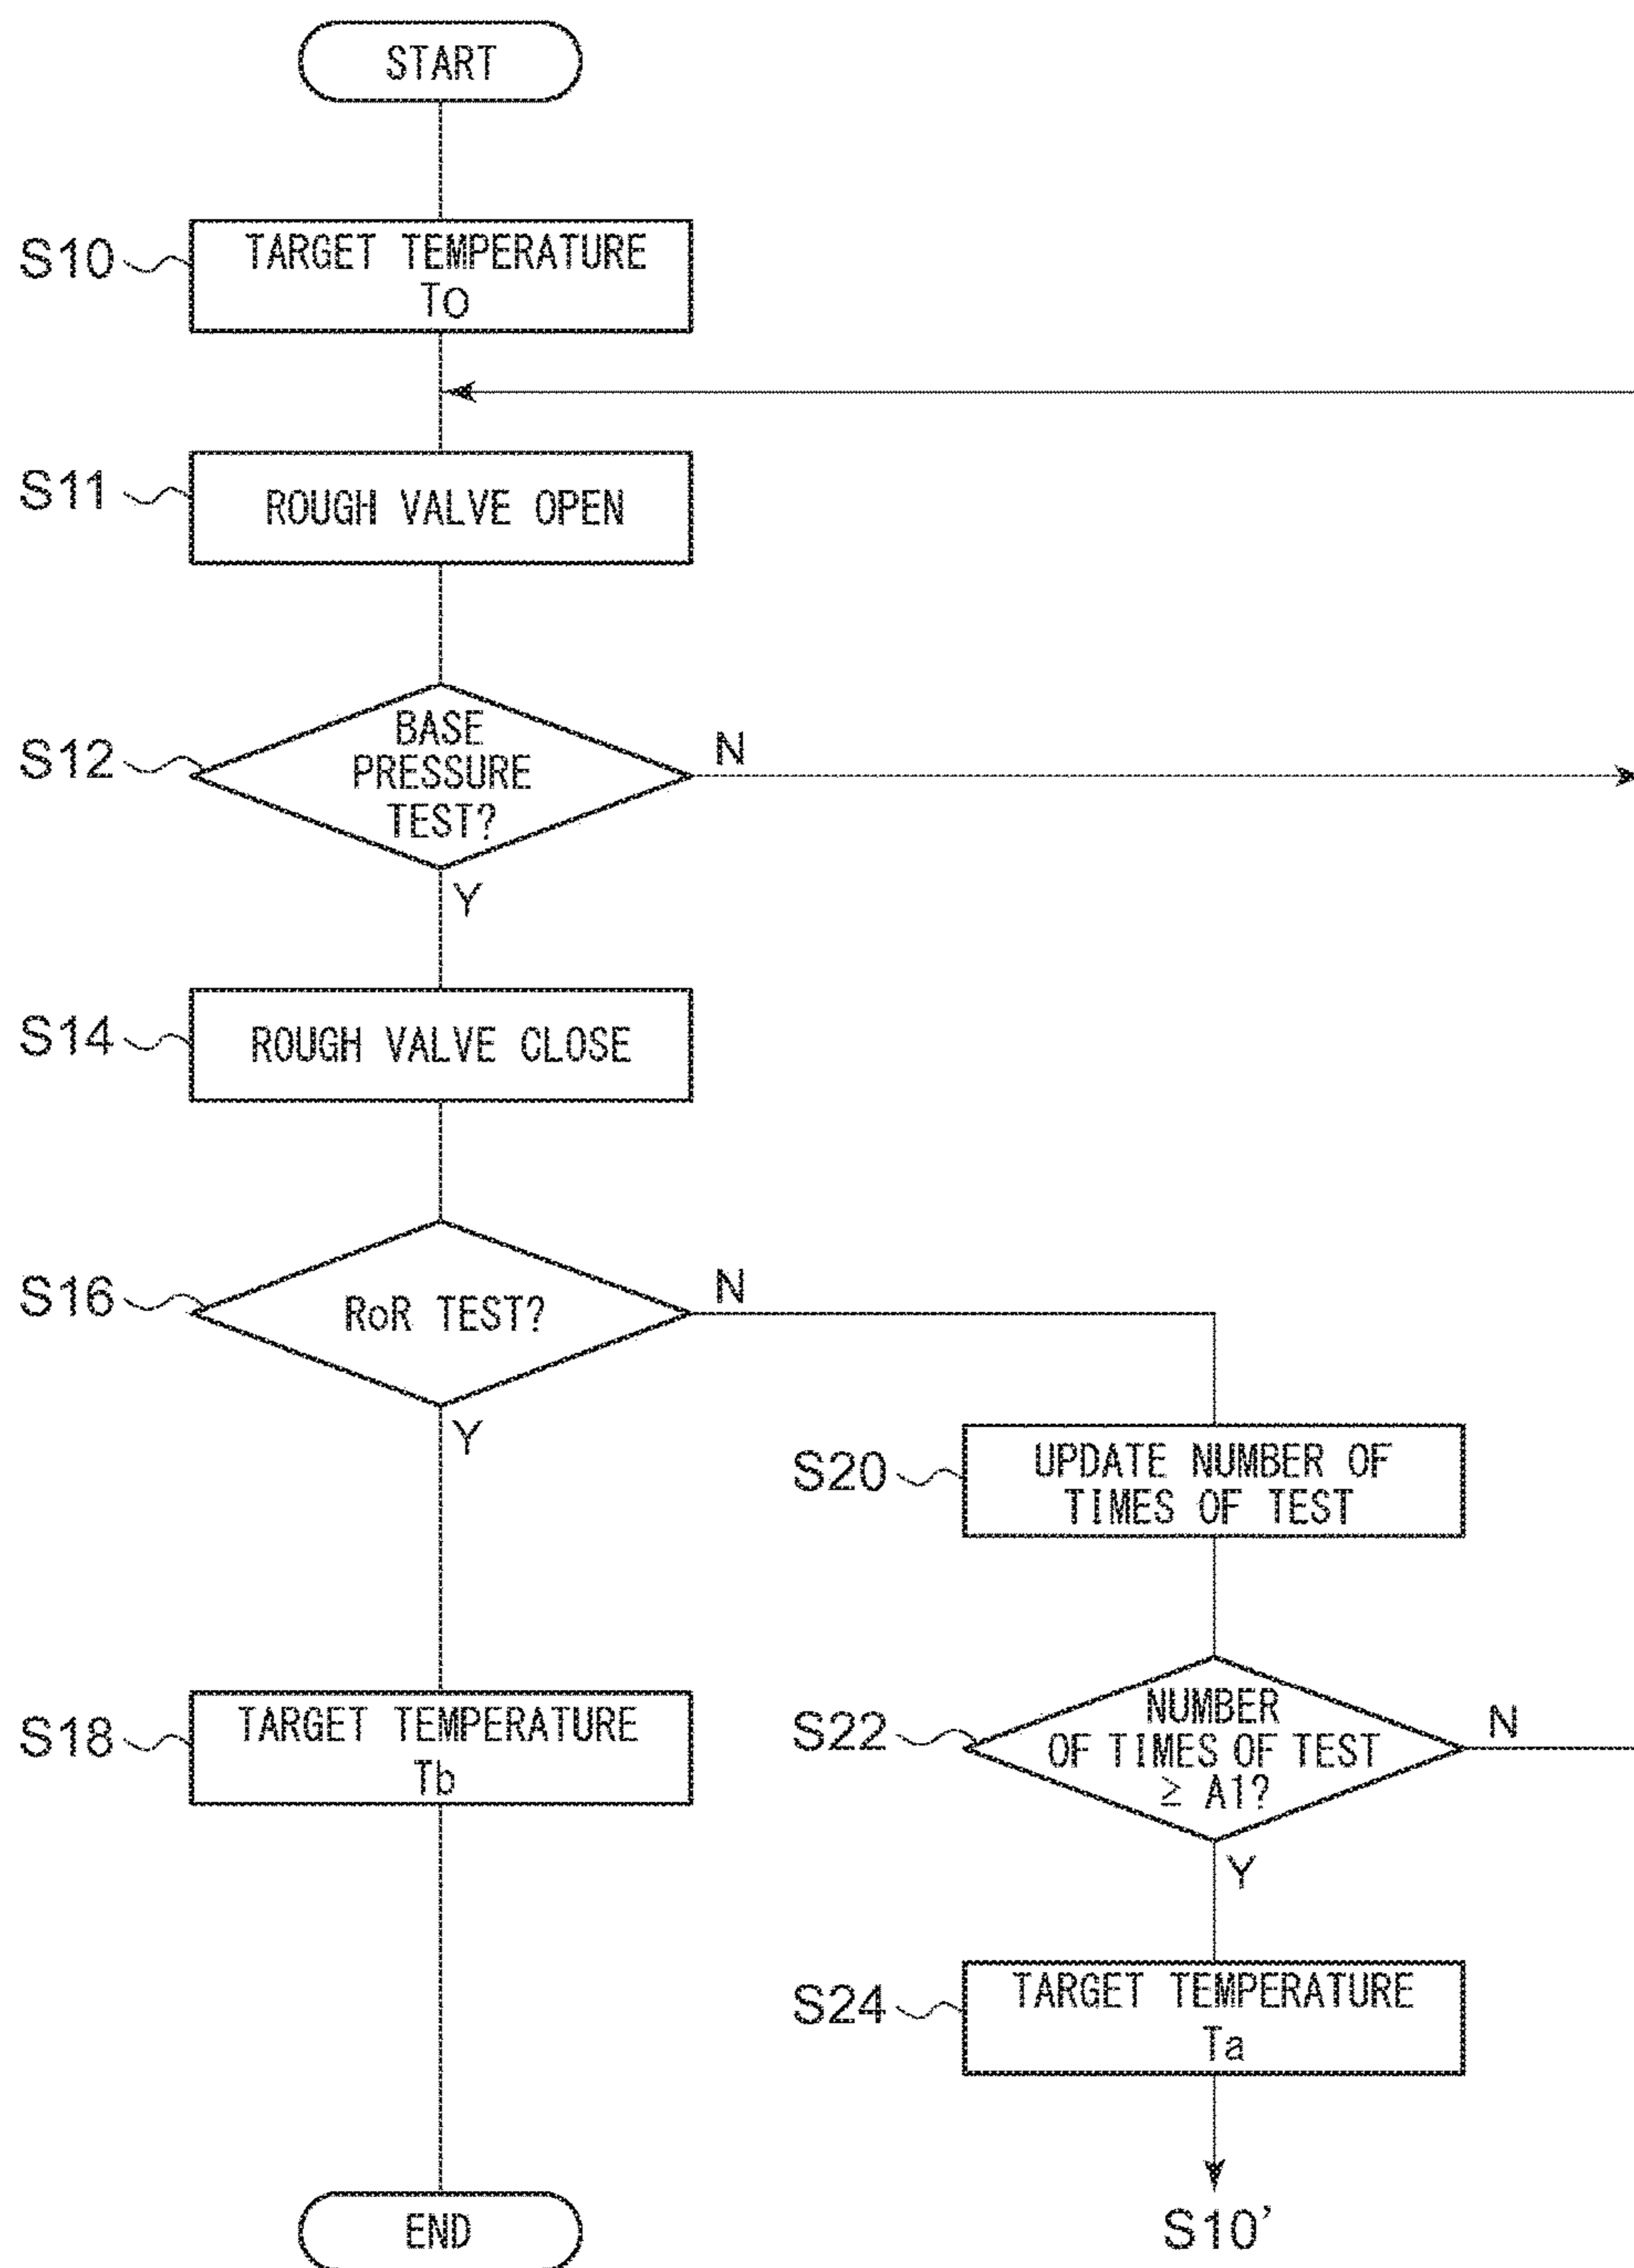 START
S10
TARGET TEMPERATURE
To
S11
ROUGH VALVE OPEN
S12
BASE
PRESSURE
TEST?
N
Y
S14
ROUGH VALVE CLOSE
S16
RoR TEST?
N
Y
S20
UPDATE NUMBER OF
TIMES OF TEST
S18
TARGET TEMPERATURE
Tb
S22
NUMBER
OF TIMES OF TEST
≥ A1?
N
Y
S24
TARGET TEMPERATURE
Ta
END
S10’